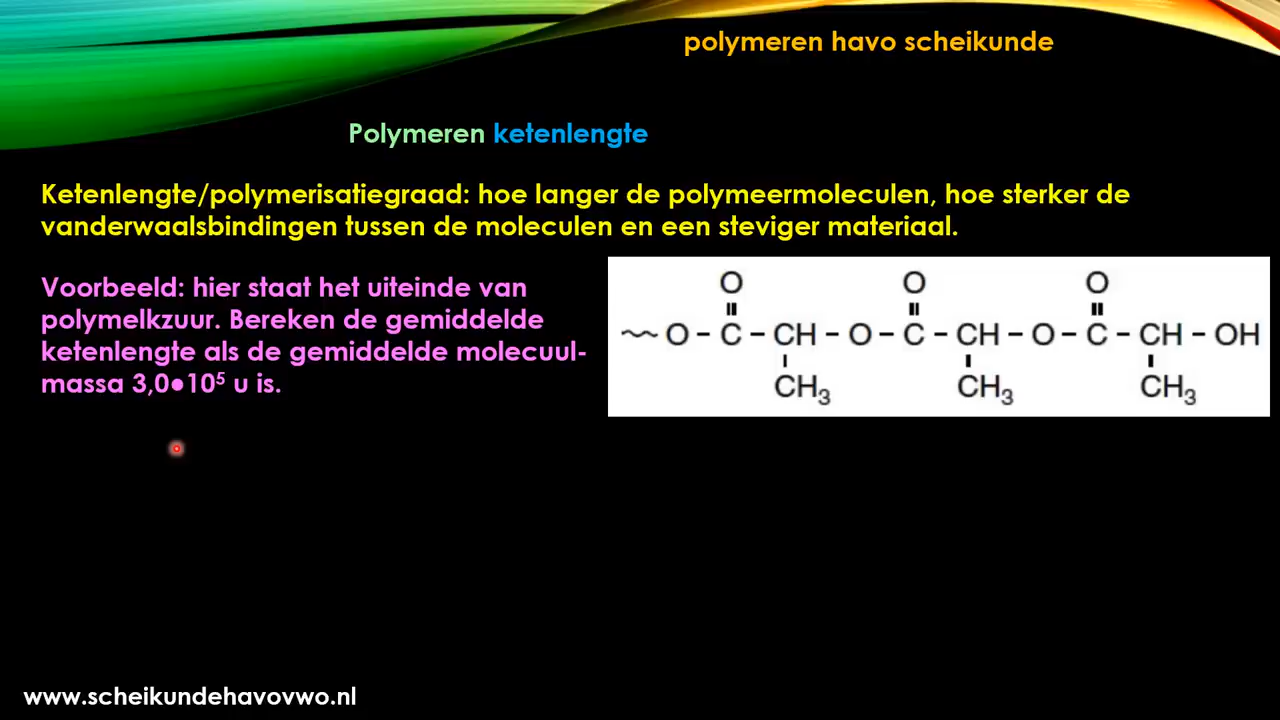 polymeren havo scheikunde
Polymeren ketenlengte
Ketenlengte/polymerisatiegraad: hoe langer de polymeermoleculen, hoe sterker de
vanderwaalsbindingen tussen de moleculen en een steviger materiaal.
Voorbeeld: hier staat het uiteinde van
polymelkzuur. Bereken de gemiddelde
ketenlengte als de gemiddelde molecuul-
massa 3,0●10⁵ u is.
O O O
~O-C-CH-O-C-CH-O-C-CH-OH
CH₃ CH₃ CH₃
www.scheikundehavovwo.nl